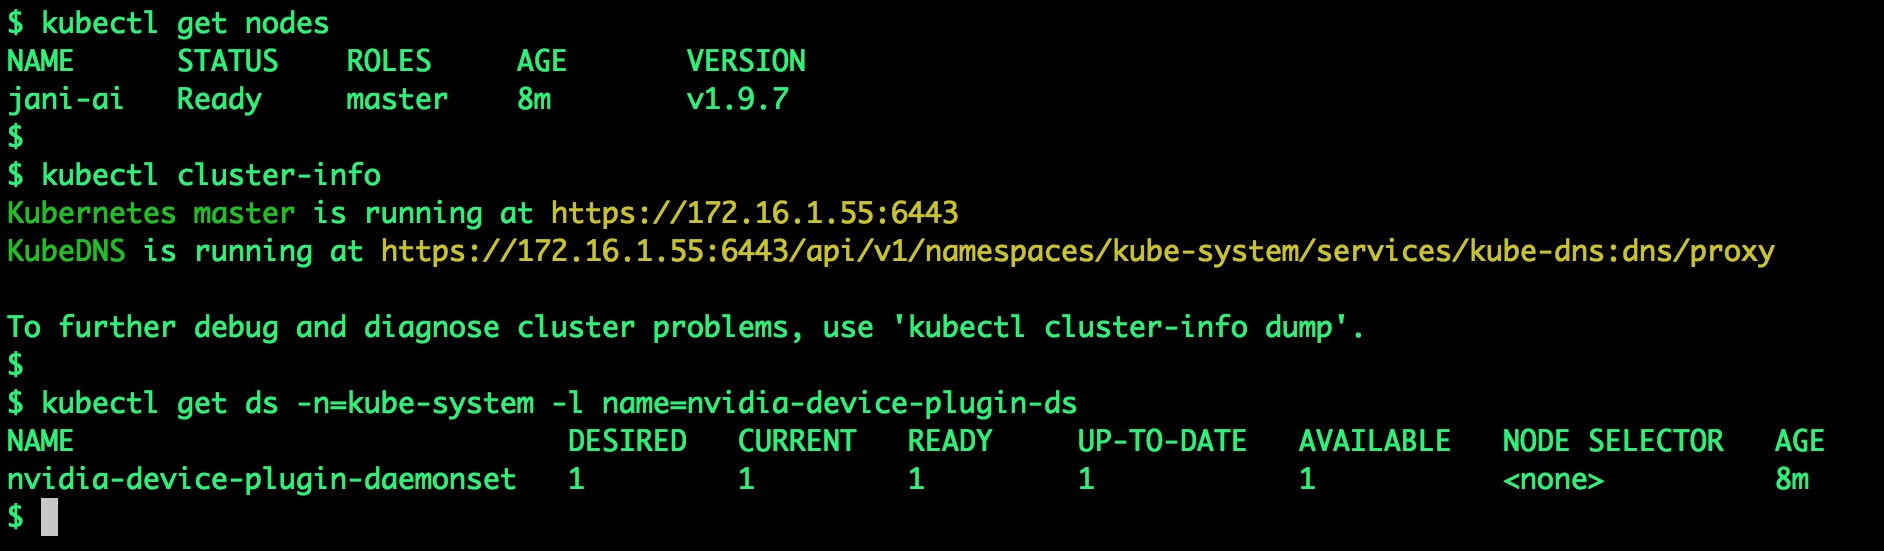 $ kubectl get nodes
NAME      STATUS    ROLES     AGE       VERSION
jani-ai   Ready     master    8m        v1.9.7
$
$ kubectl cluster-info
Kubernetes master is running at https://172.16.1.55:6443
KubeDNS is running at https://172.16.1.55:6443/api/v1/namespaces/kube-system/services/kube-dns:dns/proxy

To further debug and diagnose cluster problems, use 'kubectl cluster-info dump'.
$
$ kubectl get ds -n=kube-system -l name=nvidia-device-plugin-ds
NAME                             DESIRED   CURRENT   READY     UP-TO-DATE   AVAILABLE   NODE SELECTOR   AGE
nvidia-device-plugin-daemonset   1         1         1         1            1           <none>          8m
$